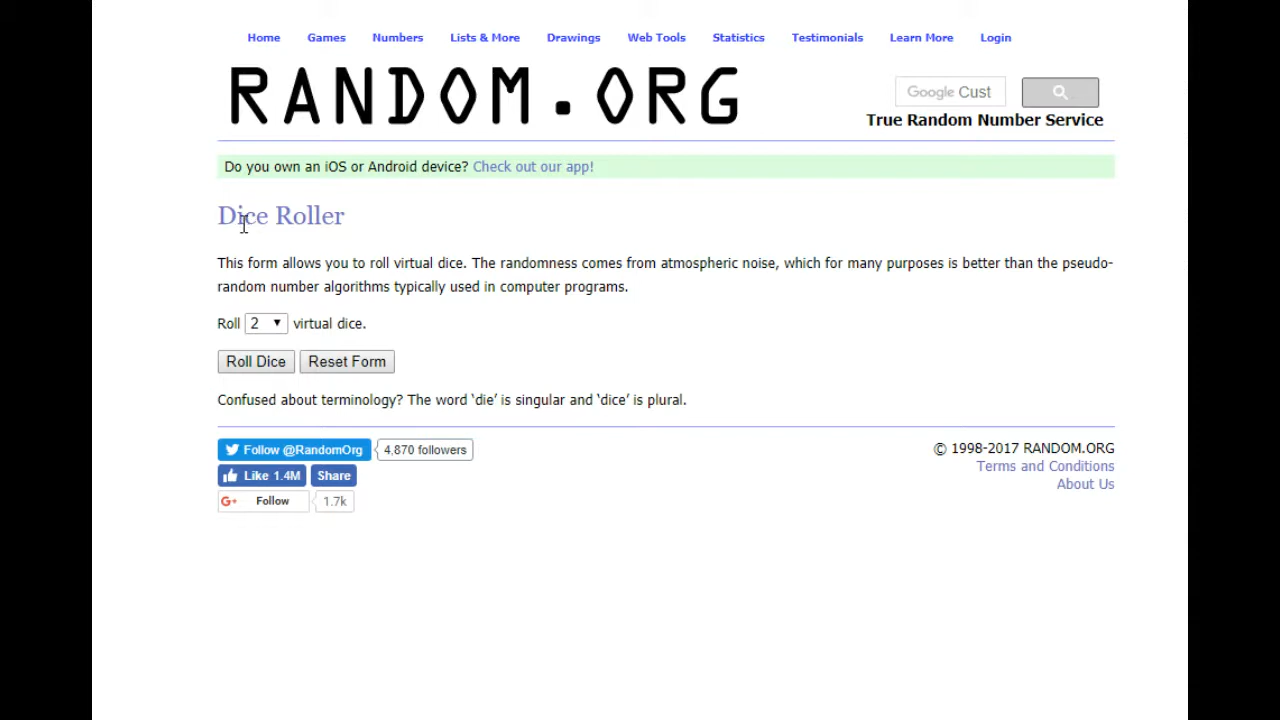 Home Games Numbers Lists & More Drawings Web Tools Statistics Testimonials Learn More Login
RANDOM.ORG
Google Cust
True Random Number Service
Do you own an iOS or Android device? Check out our app!
Dice Roller
This form allows you to roll virtual dice. The randomness comes from atmospheric noise, which for many purposes is better than the pseudo-
random number algorithms typically used in computer programs.
Roll 2 virtual dice.
Roll Dice Reset Form
Confused about terminology? The word ‘die’ is singular and ‘dice’ is plural.
Follow @RandomOrg 4,870 followers
Like 1.4M Share
G+ Follow 1.7k
© 1998-2017 RANDOM.ORG
Terms and Conditions
About Us